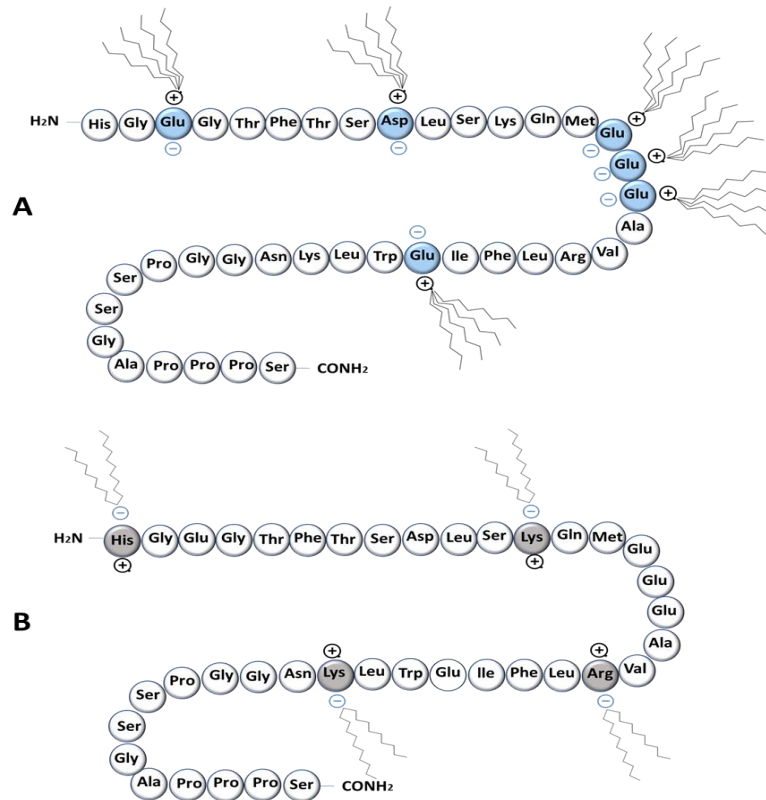 H₂N His Gly Glu Gly Thr Phe Thr Ser Asp Leu Ser Lys Gln Met
Glu
Glu
Glu
A
Ala
Ser Pro Gly Gly Asn Lys Leu Trp Glu Ile Phe Leu Arg Val
Ser
Gly
Ala Pro Pro Pro Ser CONH₂
H₂N His Gly Glu Gly Thr Phe Thr Ser Asp Leu Ser Lys Gln Met
Glu
Glu
Glu
B
Ala
Ser Pro Gly Gly Asn Lys Leu Trp Glu Ile Phe Leu Arg Val
Ser
Gly
Ala Pro Pro Pro Ser CONH₂